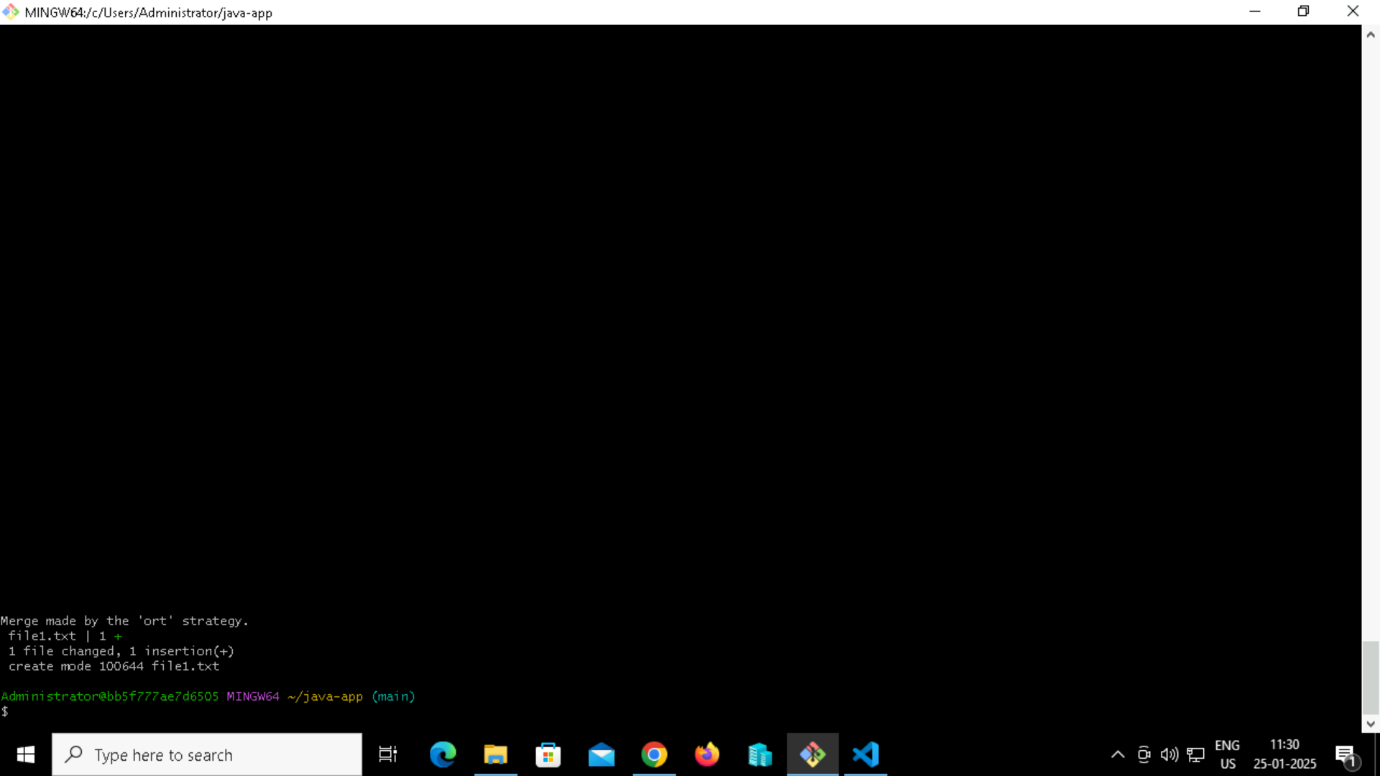 MINGW64:/c/Users/Administrator/java-app
Merge made by the 'ort' strategy.
file1.txt | 1 +
1 file changed, 1 insertion(+)
create mode 100644 file1.txt
Administrator@bb5f777ae7d6505 MINGW64 ~/java-app (main)
$
Type here to search
ENG
US
11:30
25-01-2025
1